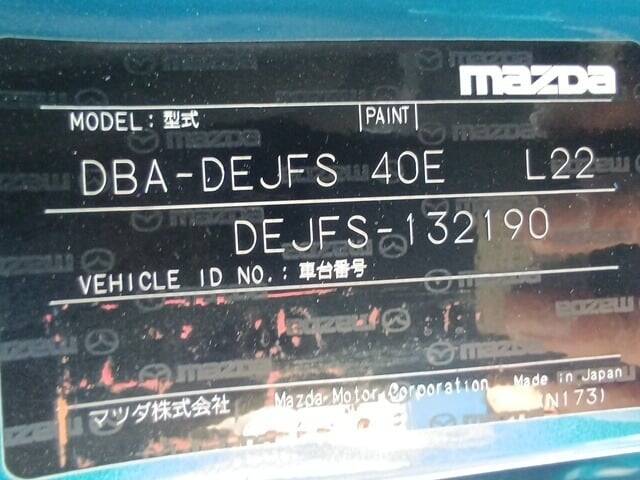 mazda
MODEL: 型式 PAINT
DBA-DEJFS 40E L22
DEJFS-132190
VEHICLE ID NO.: 車台番号
マツダ株式会社 Mazda Motor Corporation Made in Japan
N1731